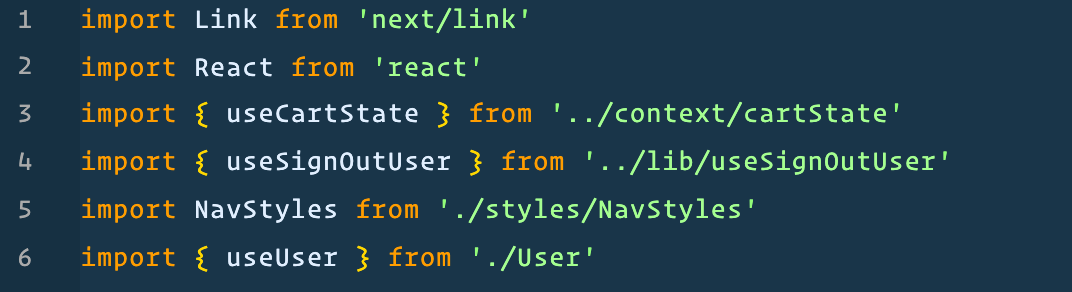 1 import Link from 'next/link'
2 import React from 'react'
3 import { useCartState } from '../context/cartState'
4 import { useSignOutUser } from '../lib/useSignOutUser'
5 import NavStyles from './styles/NavStyles'
6 import { useUser } from './User'